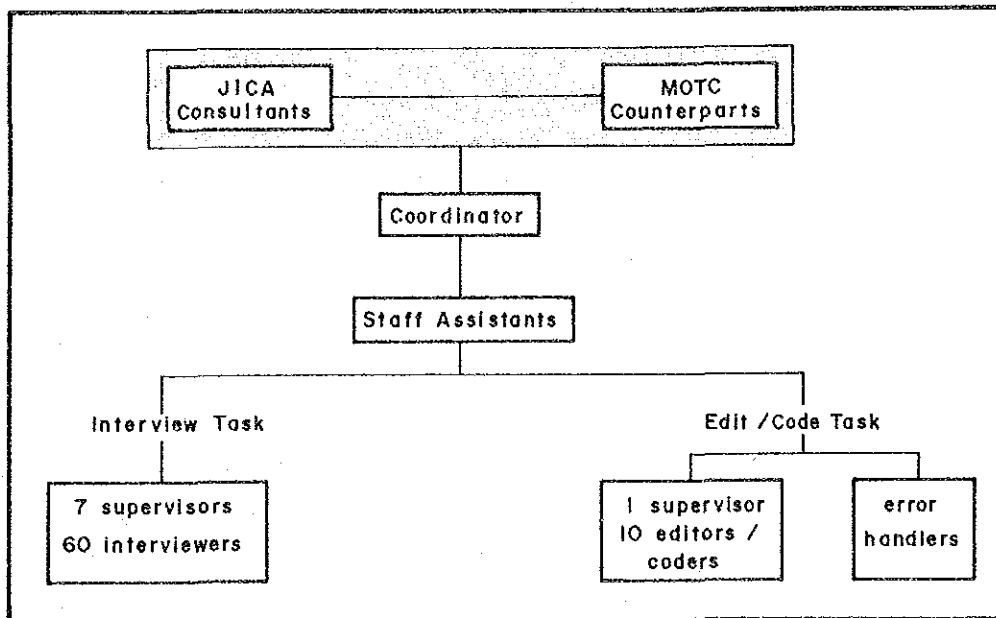 JICA
Consultants
MOTC
Counterparts
Coordinator
Staff Assistants
Interview Task
Edit /Code Task
7 supervisors
60 interviewers
1 supervisor
10 editors /
coders
error
handlers